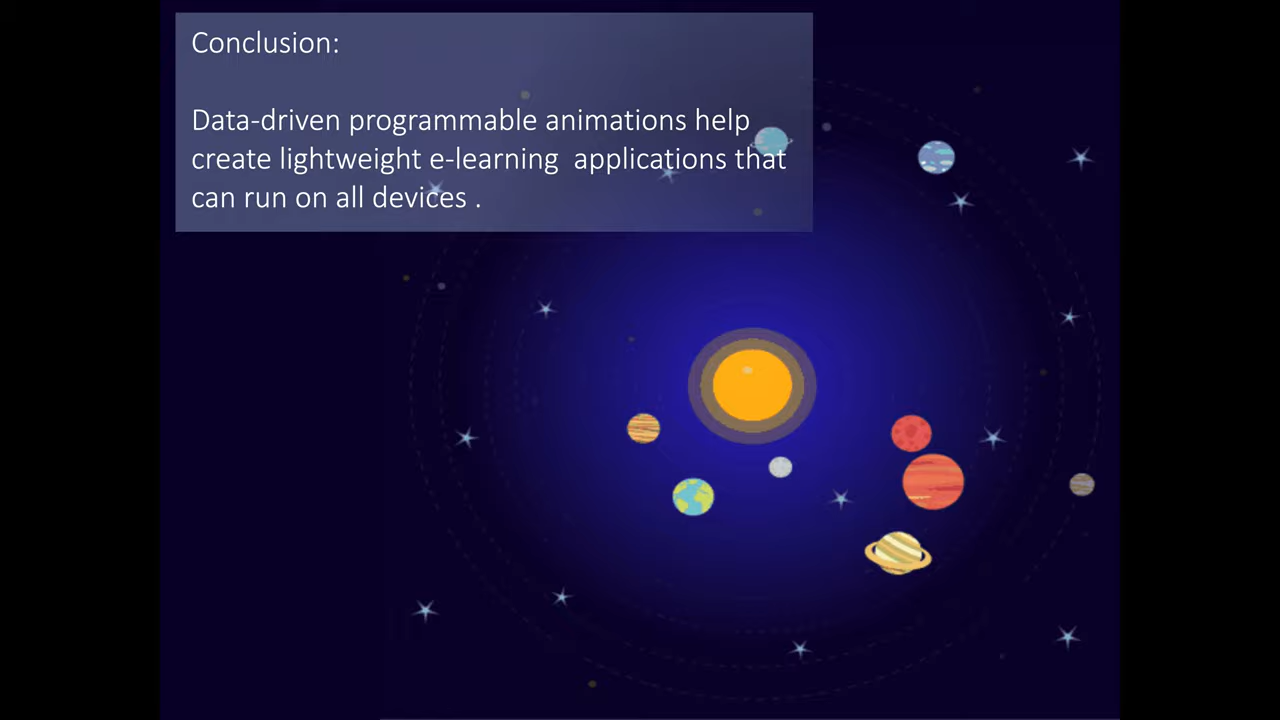 Conclusion:
Data-driven programmable animations help
create lightweight e-learning  applications that
can run on all devices .